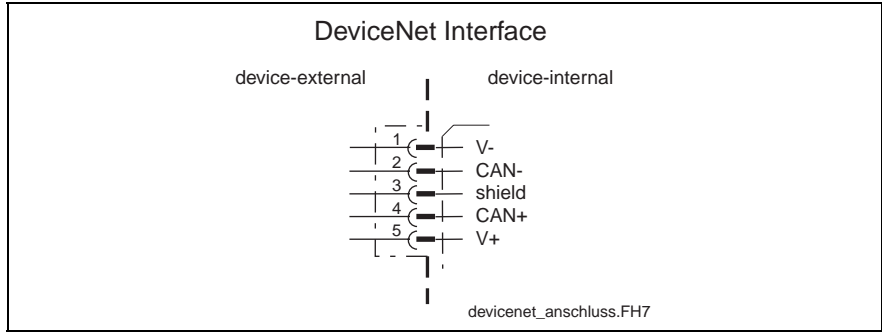 DeviceNet Interface
device-external device-internal
1 V-
2 CAN-
3 shield
4 CAN+
5 V+
devicenet_anschluss.FH7